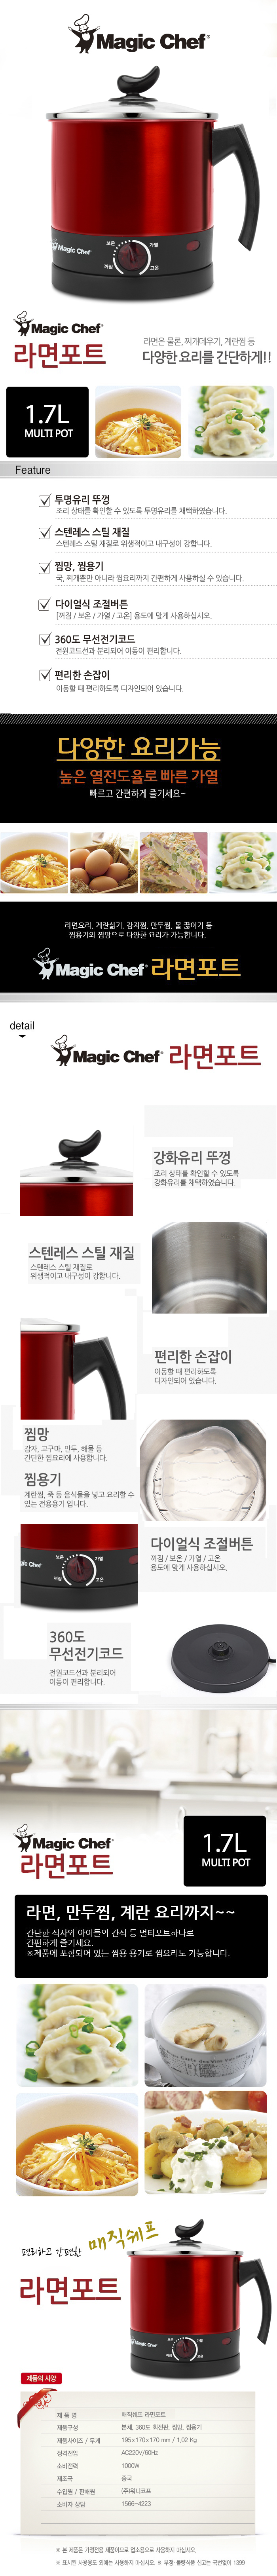 Magic Chef®
Magic Chef
보온
가열
꺼짐
고온
Magic Chef®
라면포트
라면은 물론, 찌개데우기, 계란찜 등
다양한 요리를 간단하게!!
1.7L
MULTI POT
Feature
투명유리 뚜껑
조리 상태를 확인할 수 있도록 투명유리를 채택하였습니다.
스텐레스 스틸 재질
스텐레스 스틸 재질로 위생적이고 내구성이 강합니다.
찜망, 찜용기
국, 찌개뿐만 아니라 찜요리까지 간편하게 사용하실 수 있습니다.
다이얼식 조절버튼
[꺼짐 / 보온 / 가열 / 고온] 용도에 맞게 사용하십시오.
360도 무선전기코드
전원코드선과 분리되어 이동이 편리합니다.
편리한 손잡이
이동할 때 편리하도록 디자인되어 있습니다.
다양한 요리가능
높은 열전도율로 빠른 가열
빠르고 간편하게 즐기세요~
라면요리, 계란삶기, 감자찜, 만두찜, 물 끓이기 등
찜용기와 찜망으로 다양한 요리가 가능합니다.
Magic Chef® 라면포트
detail
Magic Chef® 라면포트
강화유리 뚜껑
조리 상태를 확인할 수 있도록
강화유리를 채택하였습니다.
스텐레스 스틸 재질
스텐레스 스틸 재질로
위생적이고 내구성이 강합니다.
편리한 손잡이
이동할 때 편리하도록
디자인되어 있습니다.
찜망
감자, 고구마, 만두, 해물 등
간단한 찜요리에 사용합니다.
찜용기
계란찜, 죽 등 음식물을 넣고 요리할 수
있는 전용용기 입니다.
보온
가열
꺼짐
고온
다이얼식 조절버튼
꺼짐 / 보온 / 가열 / 고온
용도에 맞게 사용하십시오.
360도
무선전기코드
전원코드선과 분리되어
이동이 편리합니다.
Magic Chef®
라면포트
1.7L
MULTI POT
라면, 만두찜, 계란 요리까지~~
간단한 식사와 아이들의 간식 등 멀티포트하나로
간편하게 즐기세요.
※제품에 포함되어 있는 찜용 용기로 찜요리도 가능합니다.
편리하고 간편한 매직쉐프
라면포트
Magic Chef
제품의 사양
제 품 명 매직쉐프 라면포트
제품구성 본체, 360도 회전판, 찜망, 찜용기
제품사이즈 / 무게 195x170x170 mm / 1.02 Kg
정격전압 AC220V/60Hz
소비전력 1000W
제조국 중국
수입원 / 판매원 (주)워니코프
소비자 상담 1566-4223
※ 본 제품은 가정전용 제품이므로 업소용으로 사용하지 마십시오.
※ 표시된 사용용도 외에는 사용하지 마십시오. ※ 부정·불량식품 신고는 국번없이 1399